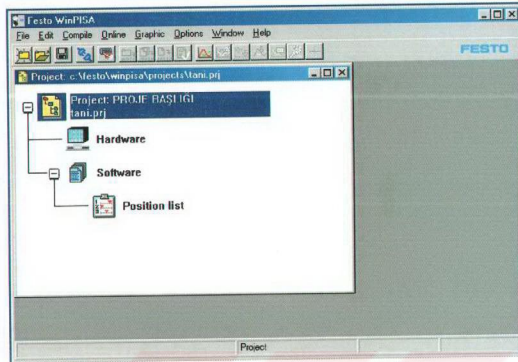 Festo WinPISA
File Edit Compile Online Graphic Options Window Help
FESTO
Project: c:\festo\winpisa\projects\tani.prj
Project: PROJE BAŞLIĞI
tani.prj
Hardware
Software
Position list
Project